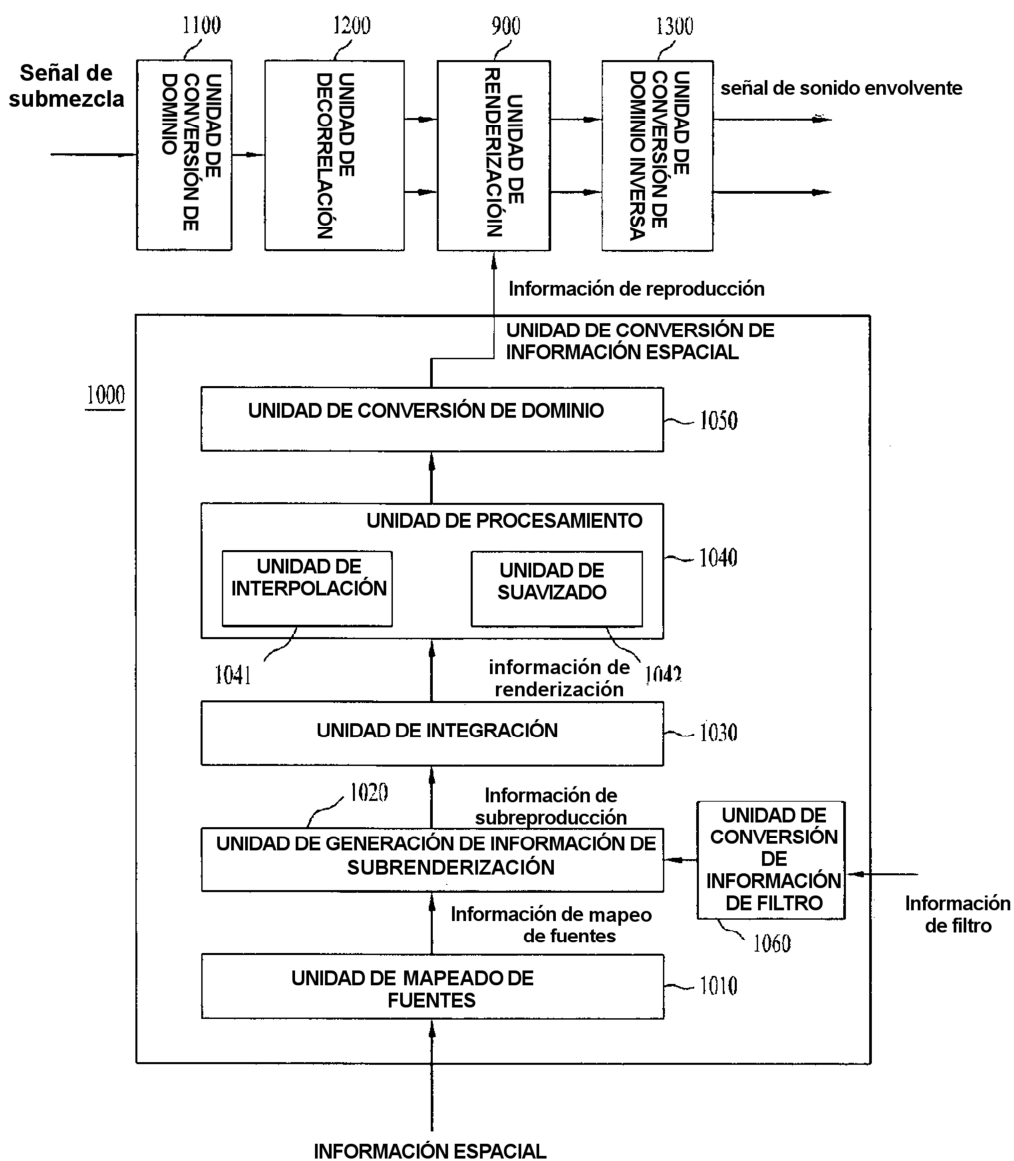 1100
1200
900
1300
Señal de
submezcla
UNIDAD DE
CONVERSIÓN DE
DOMINIO
UNIDAD DE
DECORRELACIÓN
UNIDAD DE
RENDERIZACIÍN
UNIDAD DE
CONVERSIÓN DE
DOMINIO INVERSA
señal de sonido envolvente
Información de reproducción
UNIDAD DE CONVERSIÓN DE
INFORMACIÓN ESPACIAL
1000
UNIDAD DE CONVERSIÓN DE DOMINIO
1050
UNIDAD DE PROCESAMIENTO
1040
UNIDAD DE
INTERPOLACIÓN
UNIDAD DE
SUAVIZADO
1041
1042
información de
renderización
UNIDAD DE INTEGRACIÓN
1030
1020
Información de
subreproducción
UNIDAD DE GENERACIÓN DE INFORMACIÓN DE
SUBRENDERIZACIÓN
UNIDAD DE
CONVERSIÓN
DE
INFORMACIÓN
DE FILTRO
Información
de filtro
1060
Información de mapeo
de fuentes
UNIDAD DE MAPEADO DE
FUENTES
1010
INFORMACIÓN ESPACIAL